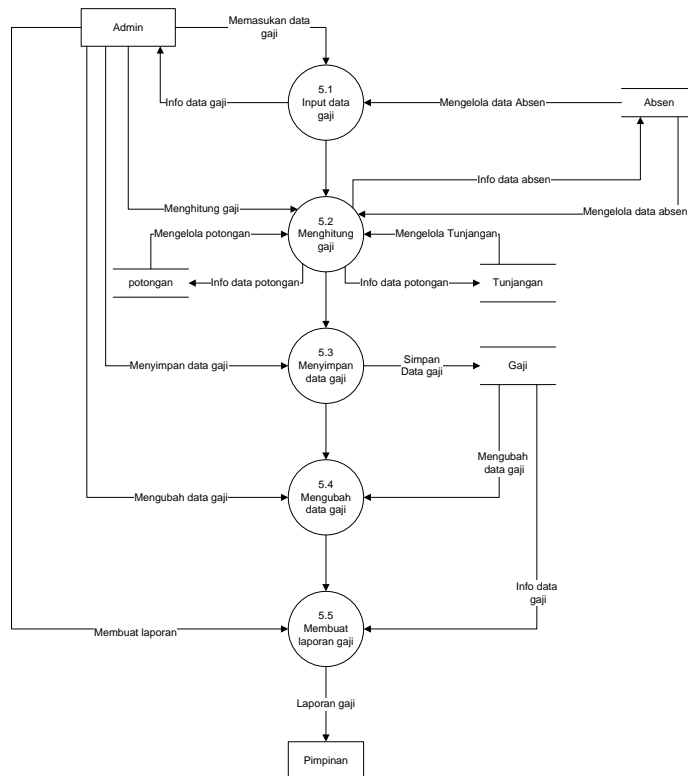 Admin
Memasukan data
gaji
5.1
Input data
gaji
Info data gaji
Mengelola data Absen
Absen
Info data absen
Menghitung gaji
5.2
Menghitung
gaji
Mengelola data absen
Mengelola potongan
Mengelola Tunjangan
potongan
Info data potongan
Info data potongan
Tunjangan
5.3
Menyimpan
data gaji
Menyimpan data gaji
Simpan
Data gaji
Gaji
Mengubah
data gaji
5.4
Mengubah
data gaji
Mengubah data gaji
Info data
gaji
5.5
Membuat
laporan gaji
Membuat laporan
Laporan gaji
Pimpinan